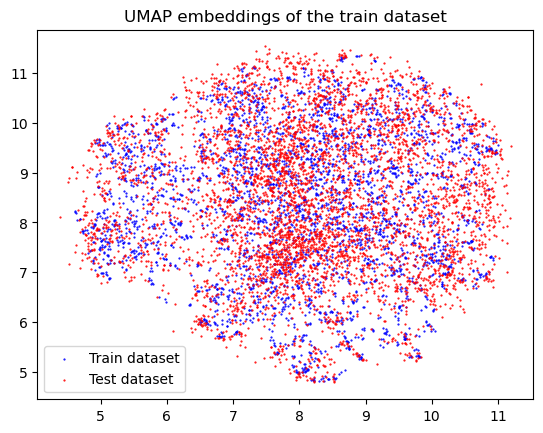 UMAP embeddings of the train dataset
11
10
9
8
7
6
5
Train dataset
Test dataset
5 6 7 8 9 10 11